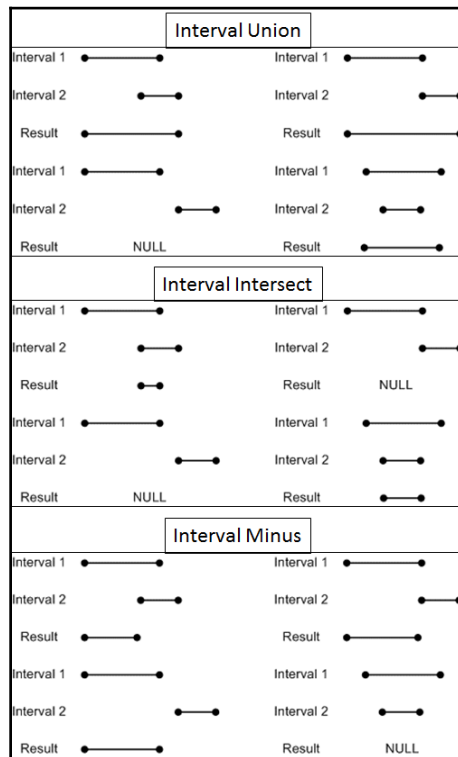 Interval Union
Interval 1 Interval 1
Interval 2 Interval 2
Result Result
Interval 1 Interval 1
Interval 2 Interval 2
Result NULL Result
Interval Intersect
Interval 1 Interval 1
Interval 2 Interval 2
Result Result NULL
Interval 1 Interval 1
Interval 2 Interval 2
Result NULL Result
Interval Minus
Interval 1 Interval 1
Interval 2 Interval 2
Result Result
Interval 1 Interval 1
Interval 2 Interval 2
Result Result NULL